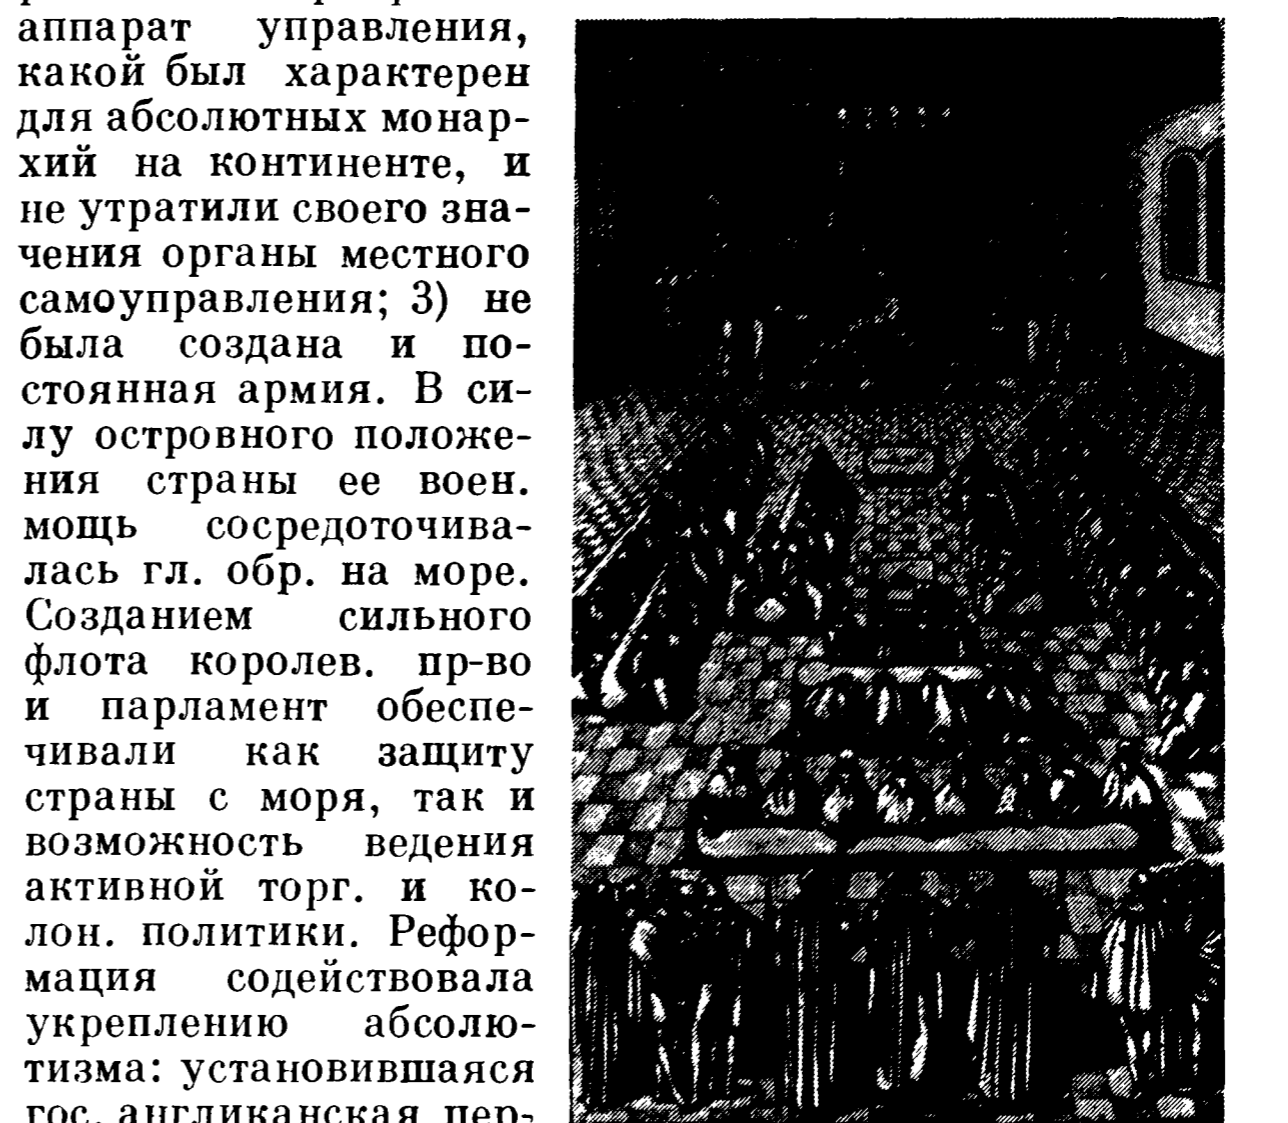 аппарат управления,
какой был характерен
для абсолютных монар-
хий на континенте, и
не утратили своего зна-
чения органы местного
самоуправления; 3) не
была создана и по-
стоянная армия. В си-
лу островного положе-
ния страны ее воен.
мощь сосредоточива-
лась гл. обр. на море.
Созданием сильного
флота королев. пр-во
и парламент обеспе-
чивали как защиту
страны с моря, так и
возможность ведения
активной торг. и ко-
лон. политики. Рефор-
мация содействовала
укреплению абсолю-
тизма: установившаяся
гос. англиканская цер-